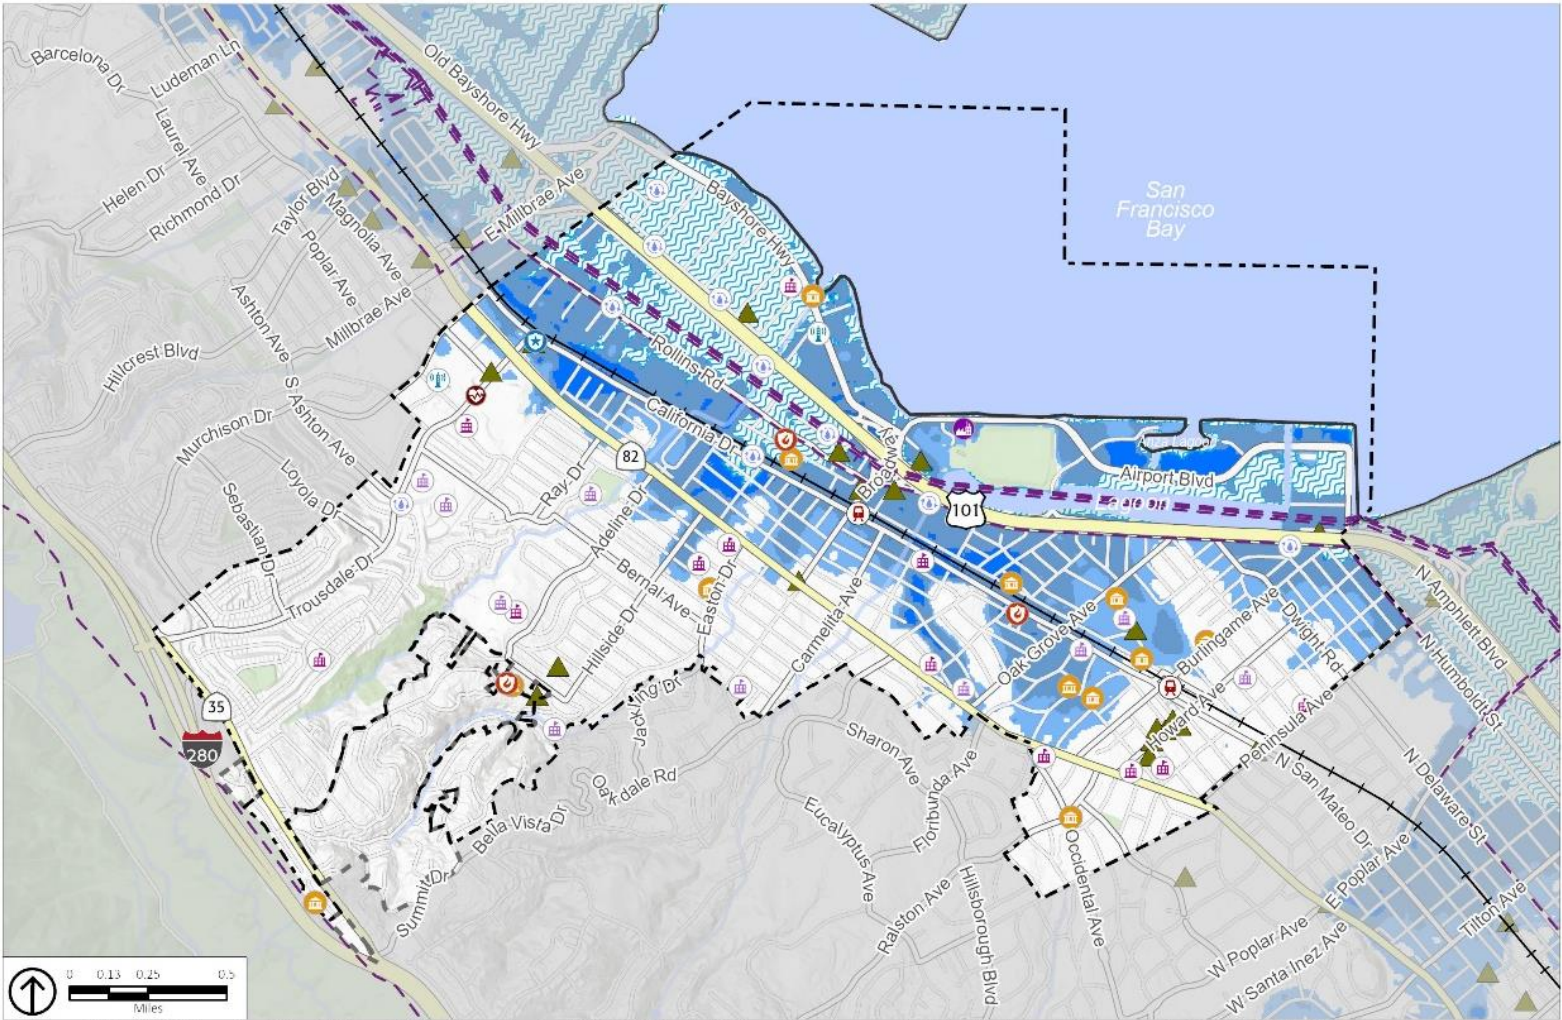 Barcelona Dr
Ludeman Ln
Old Bayshore Hwy
Laurel Ave
Helen Dr
Richmond Dr
Taylor Blvd
Magnolia Ave
E Millbrae Ave
Bayshore Hwy
San
Francisco
Bay
Poplar Ave
Ashton Ave
Millbrae Ave
Hillcrest Blvd
S Ashton Ave
Rollins Rd
Murchison Dr
California Dr
82
Broadway
Airport Blvd
101
Loyola Dr
Sebastian Dr
Ray Dr
Adeline Dr
Trousdale Dr
Bernal Ave
Easton Dr
Hillside Dr
Carmelita Ave
Oak Grove Ave
Burlingame Ave
Dwight Rd
N Amphlett Blvd
N Humboldt St
35
280
Jack Ling Dr
Howard Ave
Peninsula Ave
Sharon Ave
Floribunda Ave
N San Mateo Dr
N Delaware St
Oakdale Rd
Bella Vista Dr
Eucalyptus Ave
Summit Dr
Ralston Ave
Hillsborough Blvd
Occidental Ave
E Poplar Ave
W Poplar Ave
W Santa Inez Ave
Tilton Ave
0 0.13 0.25 0.5
Miles